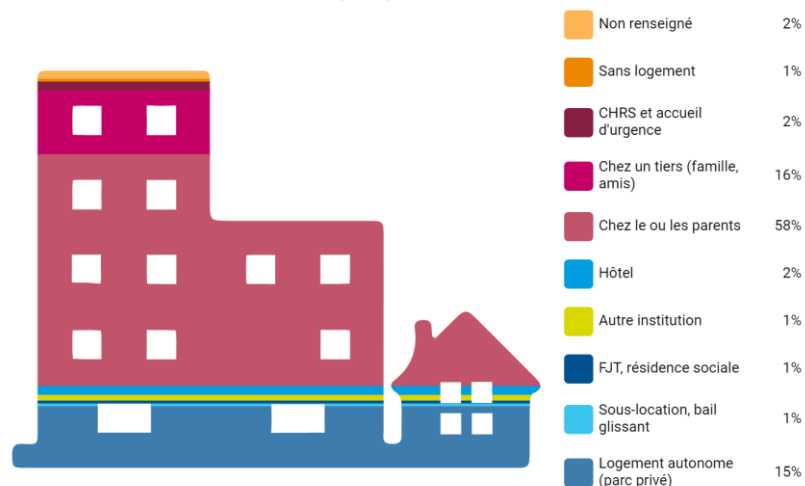 Non renseigné 2%
Sans logement 1%
CHRS et accueil
d'urgence 2%
Chez un tiers (famille,
amis) 16%
Chez le ou les parents 58%
Hôtel 2%
Autre institution 1%
FJT, résidence sociale 1%
Sous-location, bail
glissant 1%
Logement autonome
(parc privé) 15%